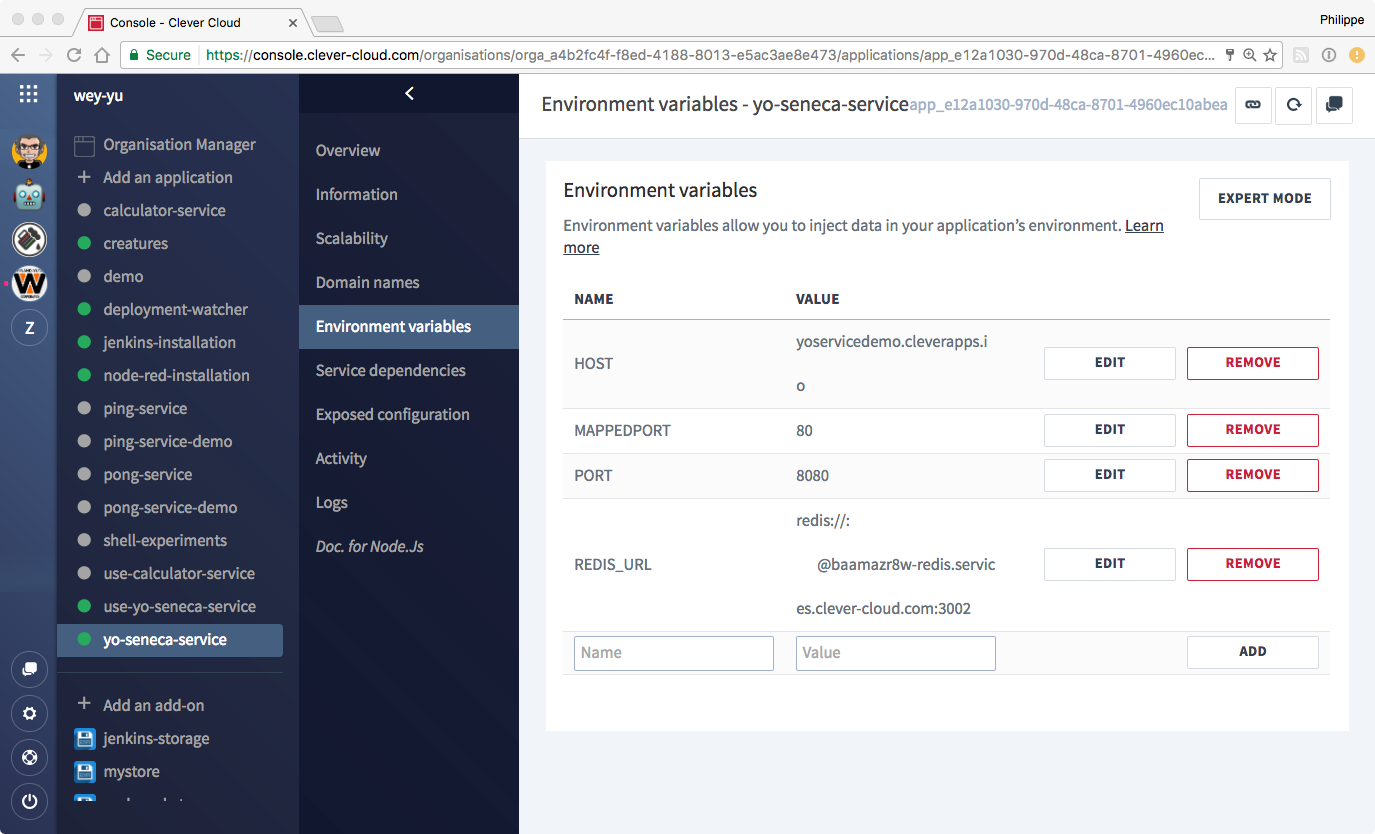 Console - Clever Cloud
Philippe
Secure
https://console.clever-cloud.com/organisations/orga_a4b2fc4f-f8ed-4188-8013-e5ac3ae8e473/applications/app_e12a1030-970d-48ca-8701-4960ec...
W
Z
wey-yu
Organisation Manager
Add an application
calculator-service
creatures
demo
deployment-watcher
jenkins-installation
node-red-installation
ping-service
ping-service-demo
pong-service
pong-service-demo
shell-experiments
use-calculator-service
use-yo-seneca-service
yo-seneca-service
Add an add-on
jenkins-storage
mystore
Overview
Information
Scalability
Domain names
Environment variables
Service dependencies
Exposed configuration
Activity
Logs
Doc. for Node.Js
Environment variables - yo-seneca-service app_e12a1030-970d-48ca-8701-4960ec10abea
Environment variables
EXPERT MODE
Environment variables allow you to inject data in your application’s environment. Learn
more
NAME VALUE
HOST yoservicedemo.cleverapps.i
o
EDIT REMOVE
MAPPEDPORT 80 EDIT REMOVE
PORT 8080 EDIT REMOVE
REDIS_URL redis://:
@baamazr8w-redis.servic
es.clever-cloud.com:3002
EDIT REMOVE
Name Value ADD